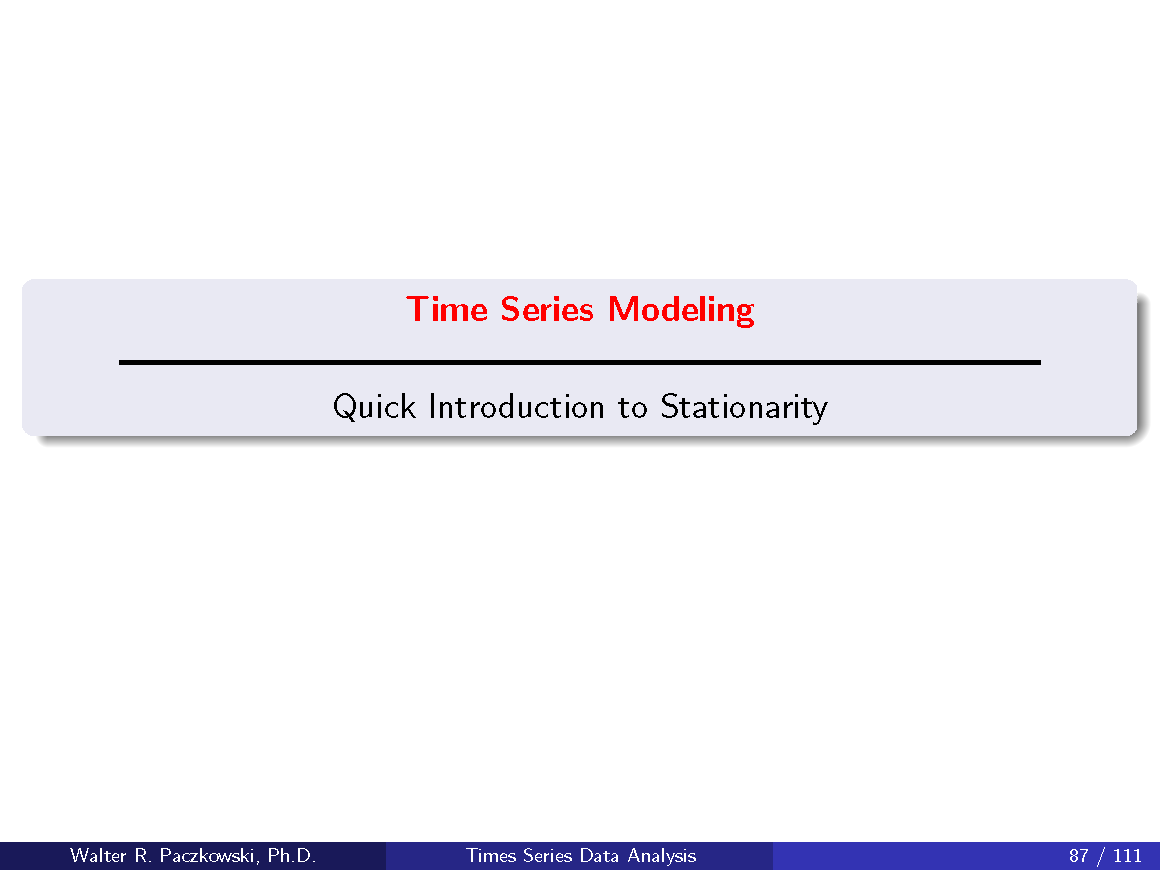 Time Series Modeling
Quick Introduction to Stationarity
Walter R. Paczkowski, Ph.D.
Times Series Data Analysis
87 / 111